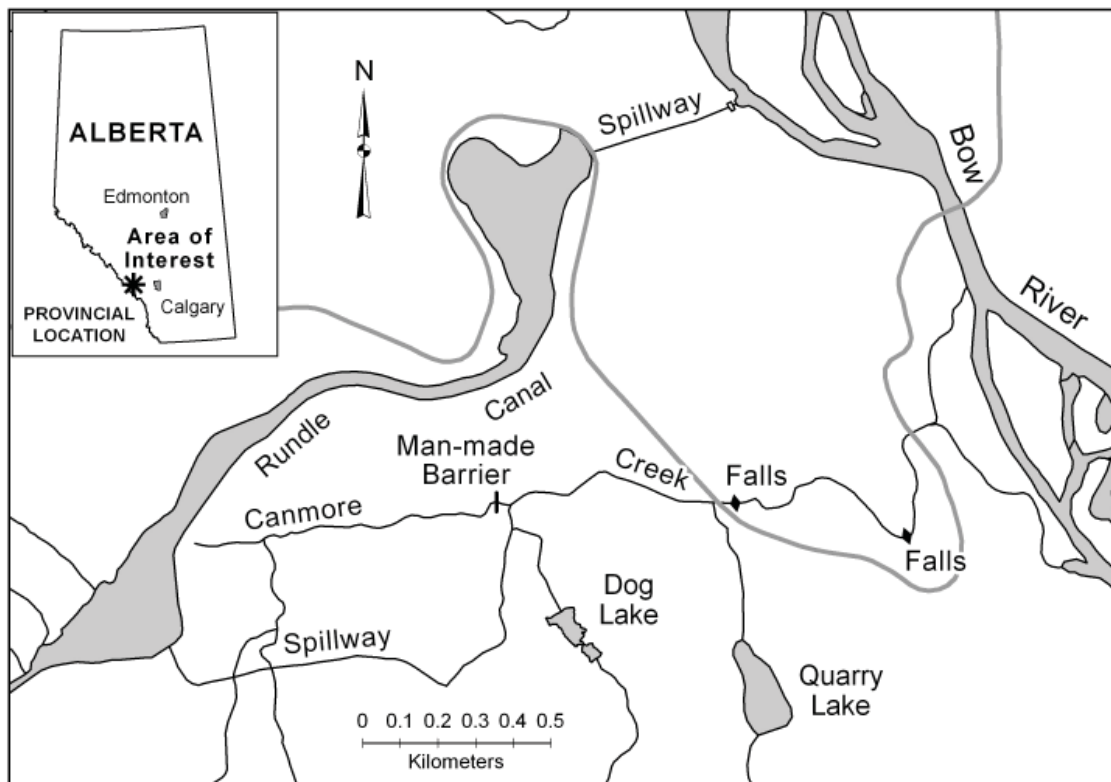 ALBERTA
Edmonton
Area of
Interest
Calgary
PROVINCIAL
LOCATION
N
Spillway
Bow
River
Rundle
Canal
Man-made
Barrier
Creek
Falls
Canmore
Falls
Dog
Lake
Spillway
Quarry
Lake
0 0.1 0.2 0.3 0.4 0.5
Kilometers